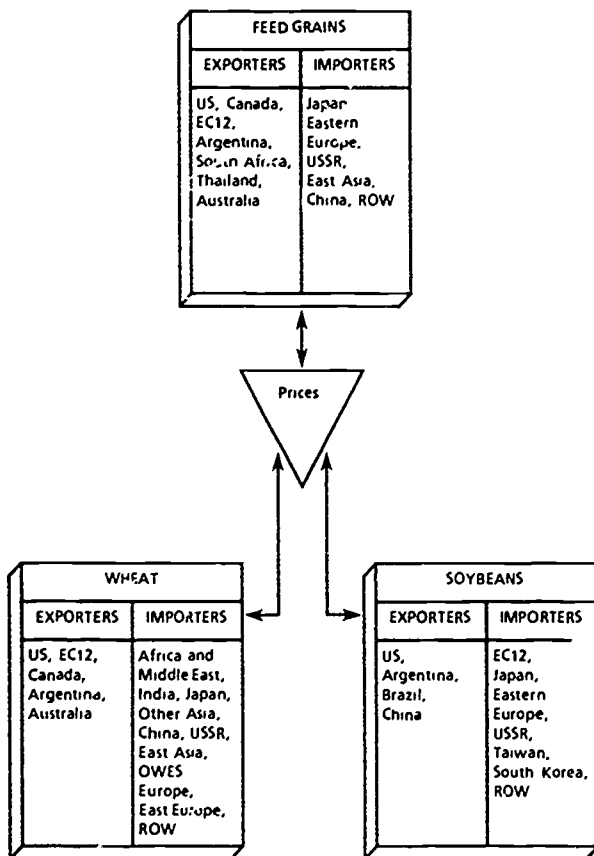 FEED GRAINS
EXPORTERS
IMPORTERS
US, Canada,
EC12,
Argentina,
South Africa,
Thailand,
Australia
Japan
Eastern
Europe,
USSR,
East Asia,
China, ROW
Prices
WHEAT
EXPORTERS
IMPORTERS
US, EC12,
Canada,
Argentina,
Australia
Africa and
Middle East,
India, Japan,
Other Asia,
China, USSR,
East Asia,
OWES
Europe,
East Europe,
ROW
SOYBEANS
EXPORTERS
IMPORTERS
US,
Argentina,
Brazil,
China
EC12,
Japan,
Eastern
Europe,
USSR,
Taiwan,
South Korea,
ROW